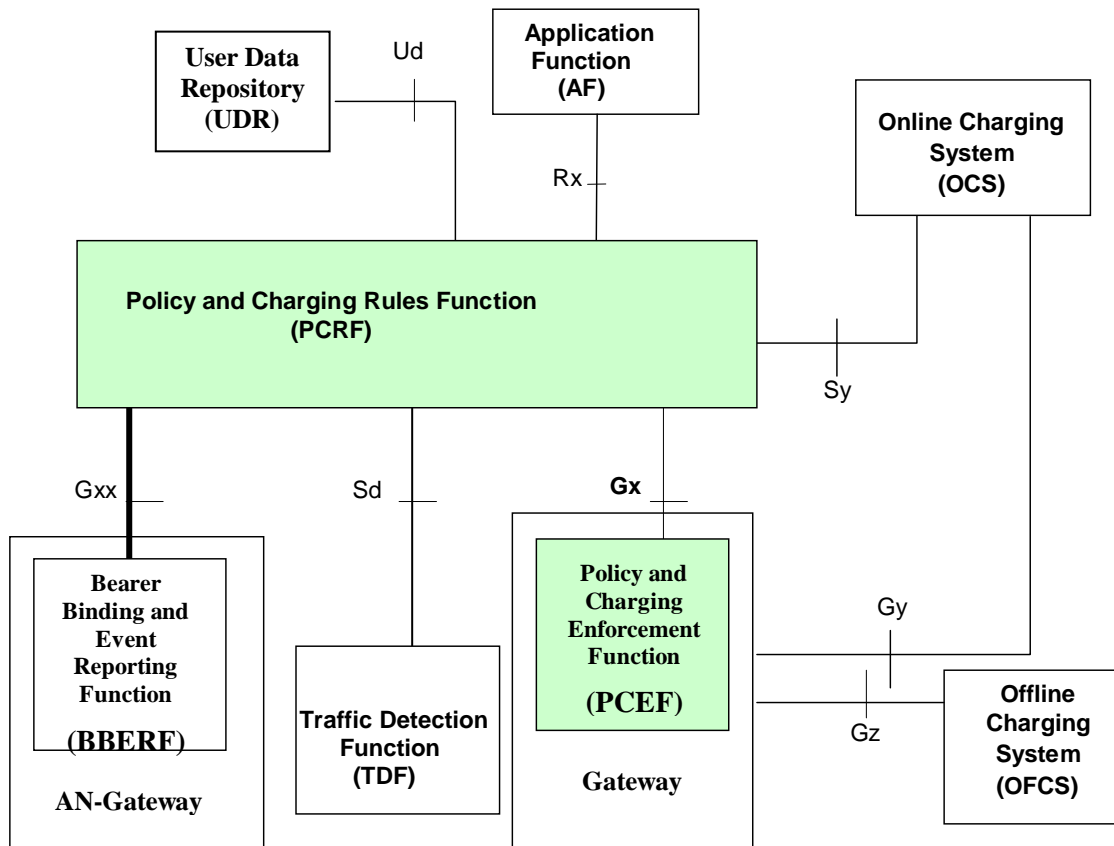 User Data
Repository
(UDR)
Ud
Application
Function
(AF)
Rx
Online Charging
System
(OCS)
Policy and Charging Rules Function
(PCRF)
Sy
Gxx
Sd
Gx
Bearer
Binding and
Event
Reporting
Function
(BBERF)
AN-Gateway
Traffic Detection
Function
(TDF)
Policy and
Charging
Enforcement
Function
(PCEF)
Gateway
Gy
Gz
Offline
Charging
System
(OFCS)